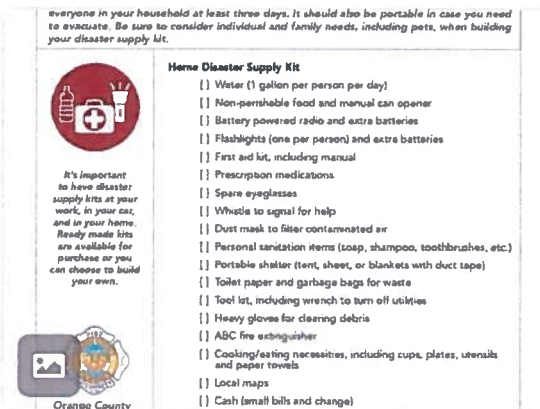 everyone in your household at least three days. It should also be portable in case you need
to evacuate. Be sure to consider individual and family needs, including pets, when building
your disaster supply kit.
Home Disaster Supply Kit
[ ] Water (1 gallon per person per day)
[ ] Non-perishable food and manual can opener
[ ] Battery powered radio and extra batteries
[ ] Flashlights (one per person) and extra batteries
[ ] First aid kit, including manual
[ ] Prescription medications
[ ] Spare eyeglasses
[ ] Whistle to signal for help
[ ] Dust mask to filter contaminated air
[ ] Personal sanitation items (soap, shampoo, toothbrushes, etc.)
[ ] Portable shelter (tent, sheet, or blankets with duct tape)
[ ] Toilet paper and garbage bags for waste
[ ] Tool kit, including wrench to turn off utilities
[ ] Heavy gloves for clearing debris
[ ] ABC fire extinguisher
[ ] Cooking/eating necessities, including cups, plates, utensils
and paper towels
[ ] Local maps
[ ] Cash (small bills and change)
It's important
to have disaster
supply kits at your
work, in your car,
and in your home.
Ready made kits
are available for
purchase or you
can choose to build
your own.
FIRE
Orange County